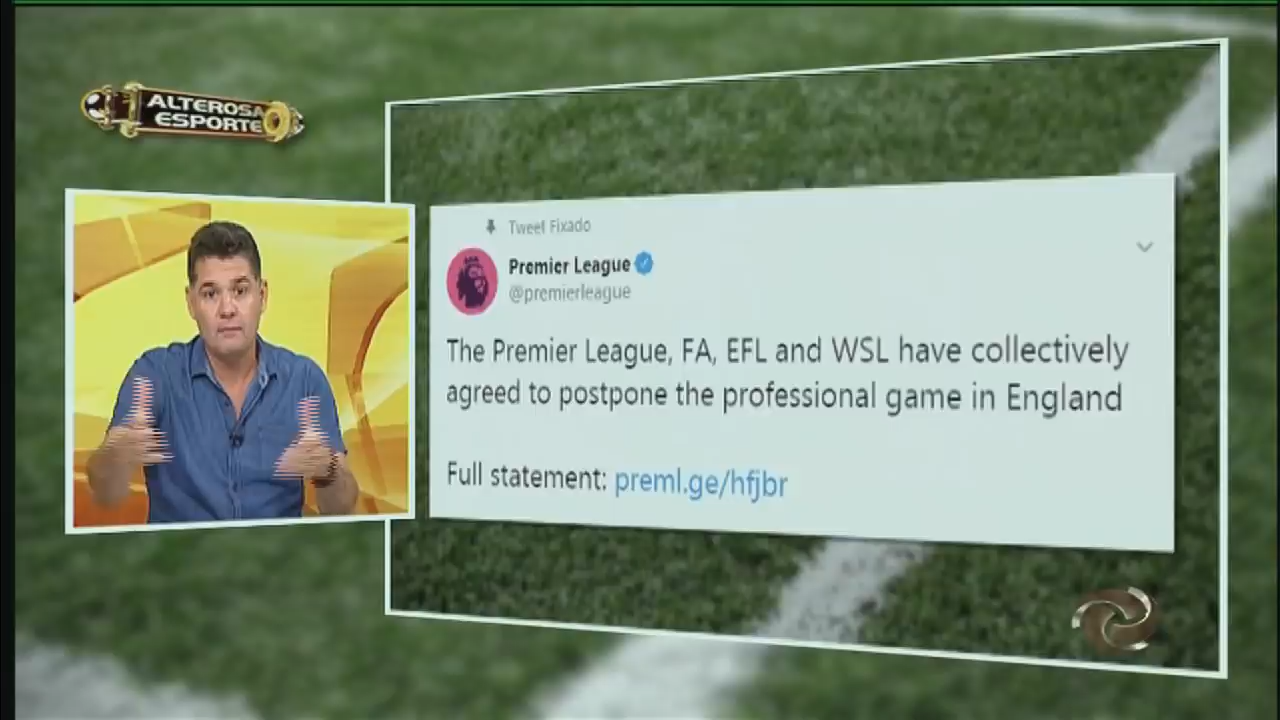 ALTEROSA
ESPORTE
Tweet Fixado
Premier League
@premierleague
The Premier League, FA, EFL and WSL have collectively
agreed to postpone the professional game in England
Full statement: preml.ge/hfjbr